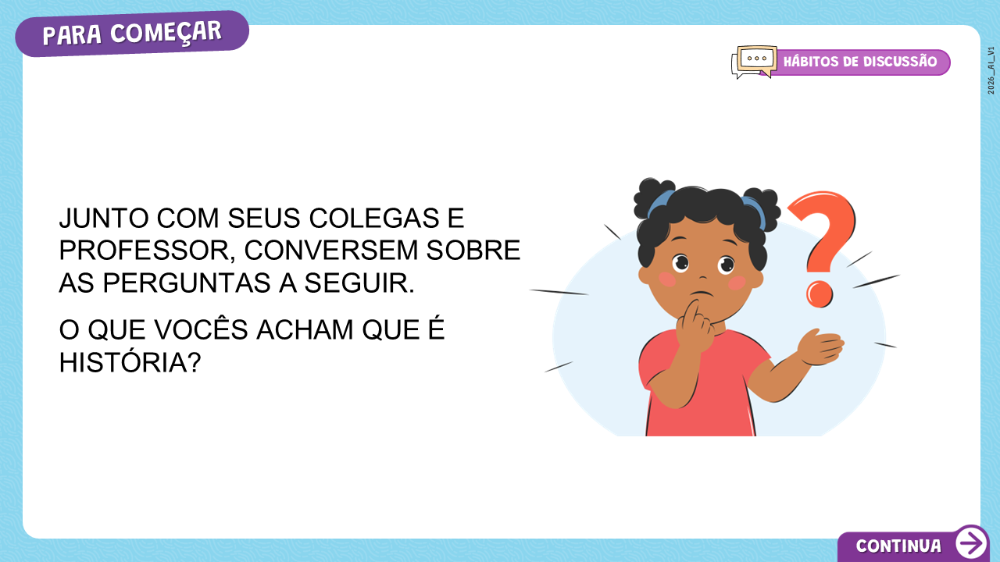 PARA COMEÇAR
HÁBITOS DE DISCUSSÃO
2026_AI_V1
JUNTO COM SEUS COLEGAS E
PROFESSOR, CONVERSEM SOBRE
AS PERGUNTAS A SEGUIR.
O QUE VOCÊS ACHAM QUE É
HISTÓRIA?
?
CONTINUA